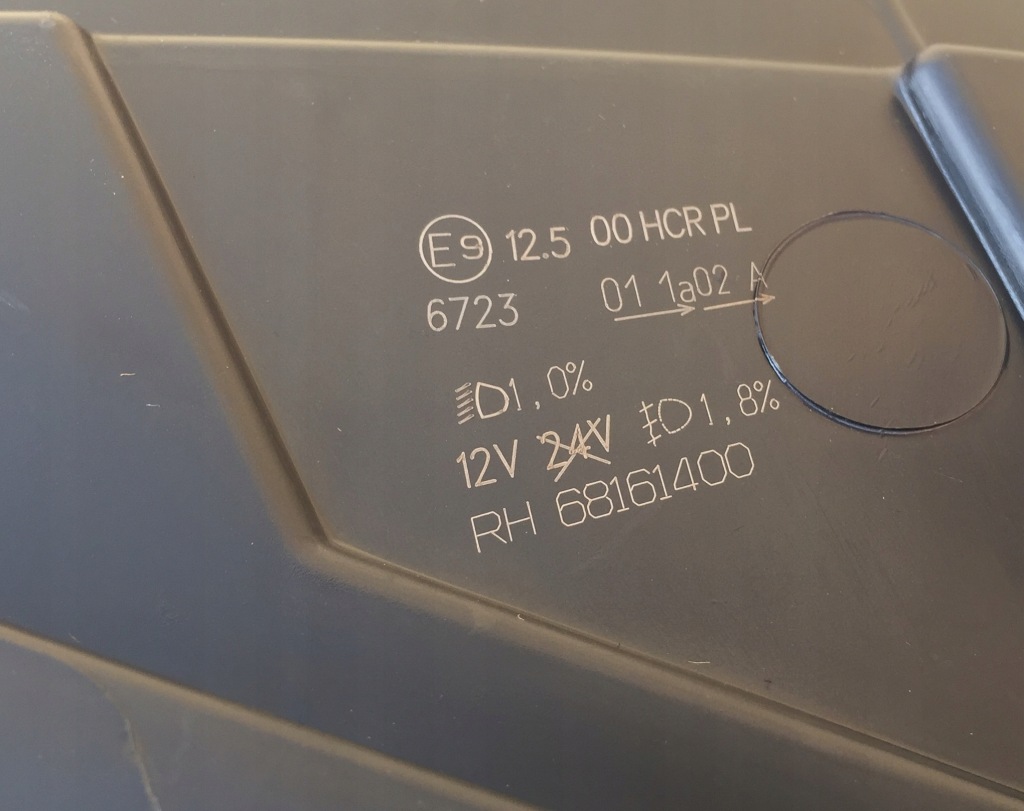 E9 12.5 00 HCR PL
6723 01 1a02 A
1,0%
12V 24V 1,8%
RH 68161400